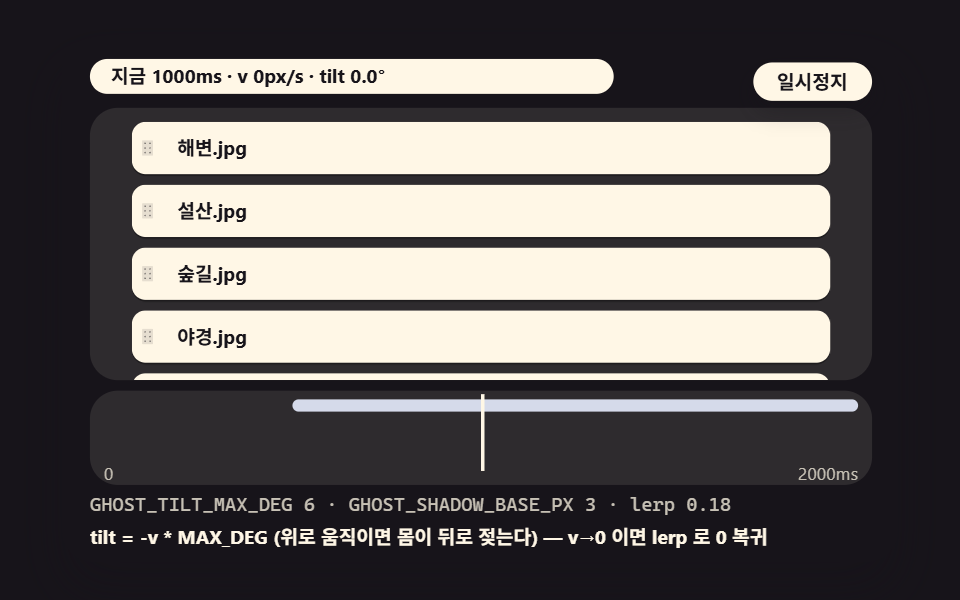 지금 1000ms · v 0px/s · tilt 0.0°
일시정지
해변.jpg
설산.jpg
숲길.jpg
야경.jpg
0
2000ms
GHOST_TILT_MAX_DEG 6 · GHOST_SHADOW_BASE_PX 3 · lerp 0.18
tilt = -v * MAX_DEG (위로 움직이면 몸이 뒤로 젖는다) — v→0 이면 lerp 로 0 복귀